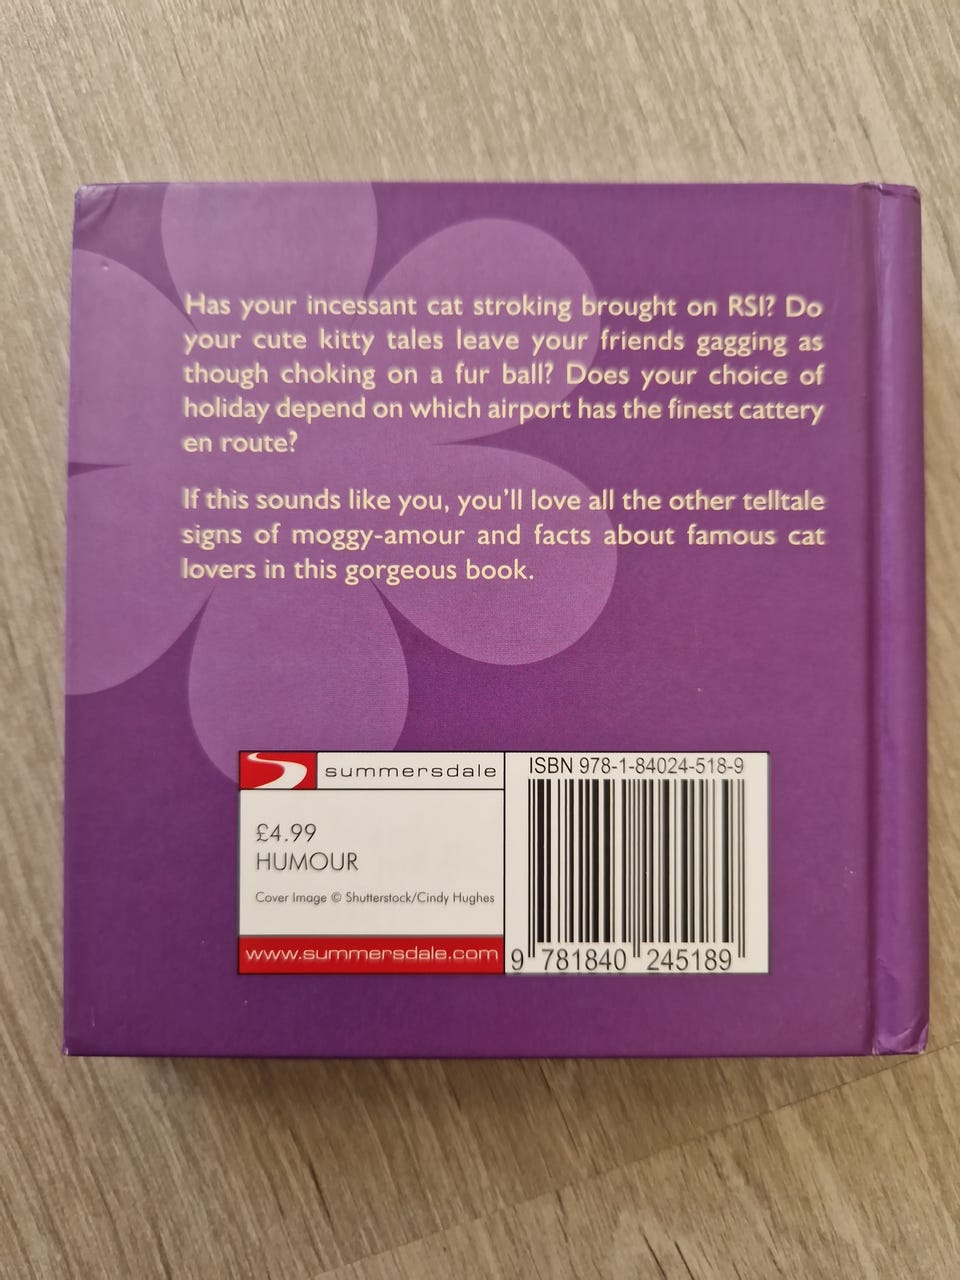 Has your incessant cat stroking brought on RSI? Do
your cute kitty tales leave your friends gagging as
though choking on a fur ball? Does your choice of
holiday depend on which airport has the finest cattery
en route?
If this sounds like you, you'll love all the other telltale
signs of moggy-amour and facts about famous cat
lovers in this gorgeous book.
summersdale
£4.99
HUMOUR
Cover Image © Shutterstock/Cindy Hughes
www.summersdale.com
ISBN 978-1-84024-518-9
9 781840 245189